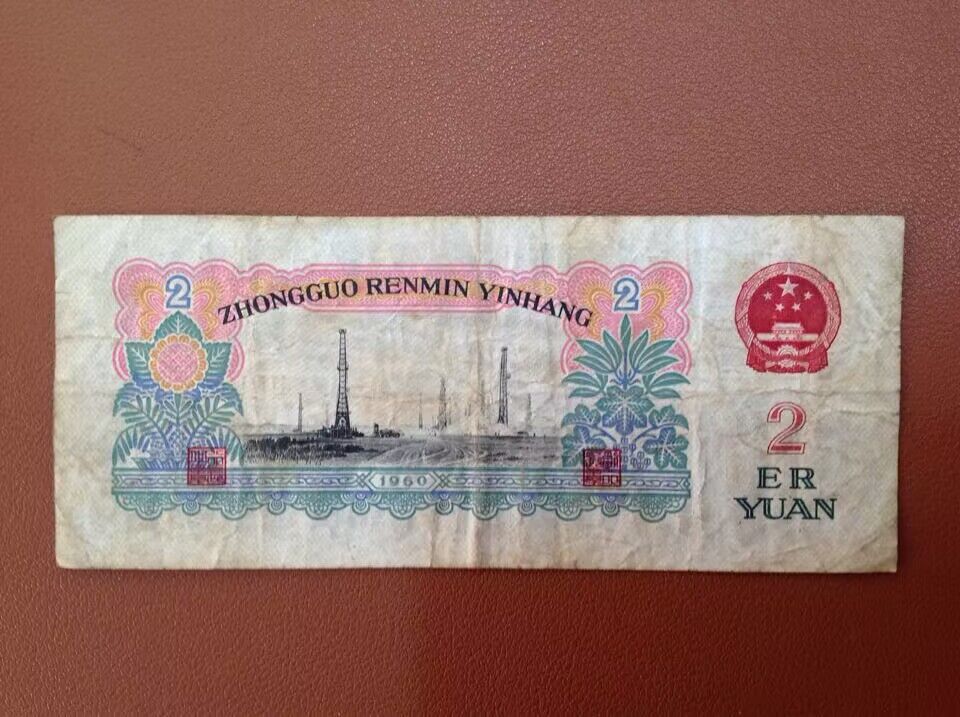 2
2
ZHONGGUO RENMIN YINHANG
1960
2
ER
YUAN